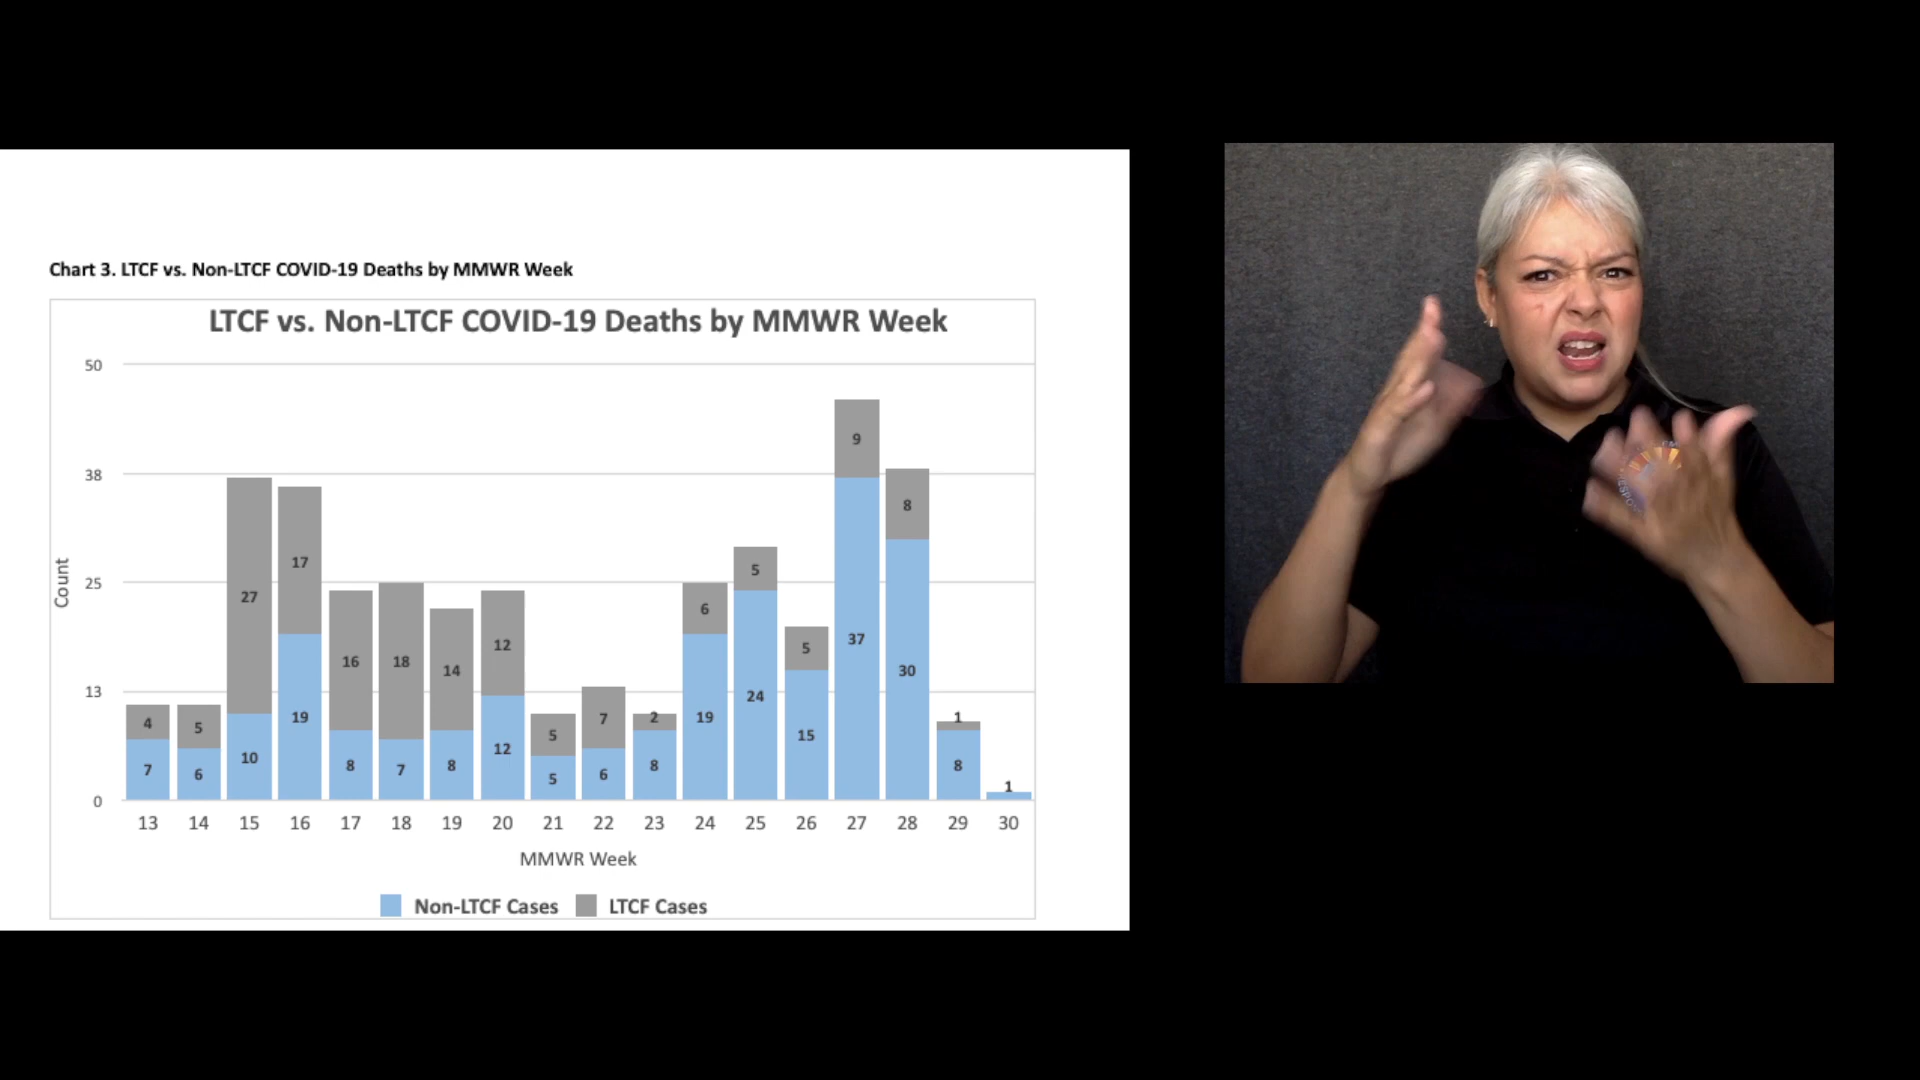 Chart 3. LTCF vs. Non-LTCF COVID-19 Deaths by MMWR Week
LTCF vs. Non-LTCF COVID-19 Deaths by MMWR Week
50
38
25
13
0
Count
4 5 27 17 16 18 14 12 5 7 2 6 5 5 9 8 1
7 6 10 19 8 7 8 12 5 6 8 19 24 15 37 30 8 1
13 14 15 16 17 18 19 20 21 22 23 24 25 26 27 28 29 30
MMWR Week
Non-LTCF Cases LTCF Cases